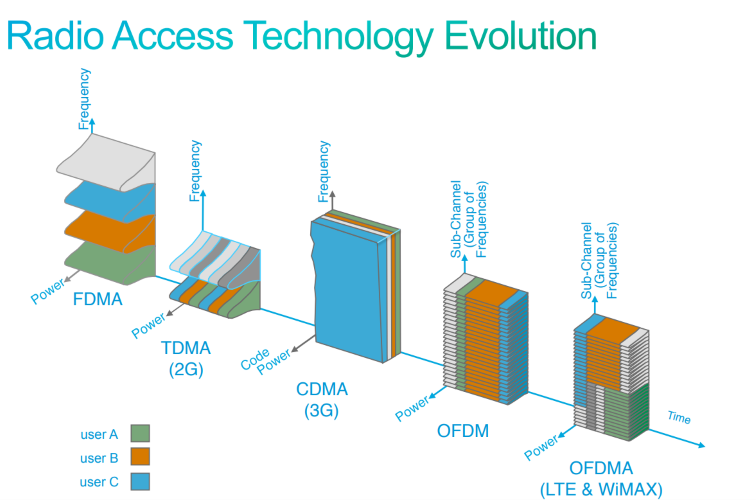 Radio Access Technology Evolution
Frequency
Power
FDMA
Frequency
Power
TDMA
(2G)
Frequency
Code
Power
CDMA
(3G)
Sub-Channel
(Group of
Frequencies)
Power
OFDM
Sub-Channel
(Group of
Frequencies)
Power
OFDMA
(LTE & WiMAX)
Time
user A
user B
user C